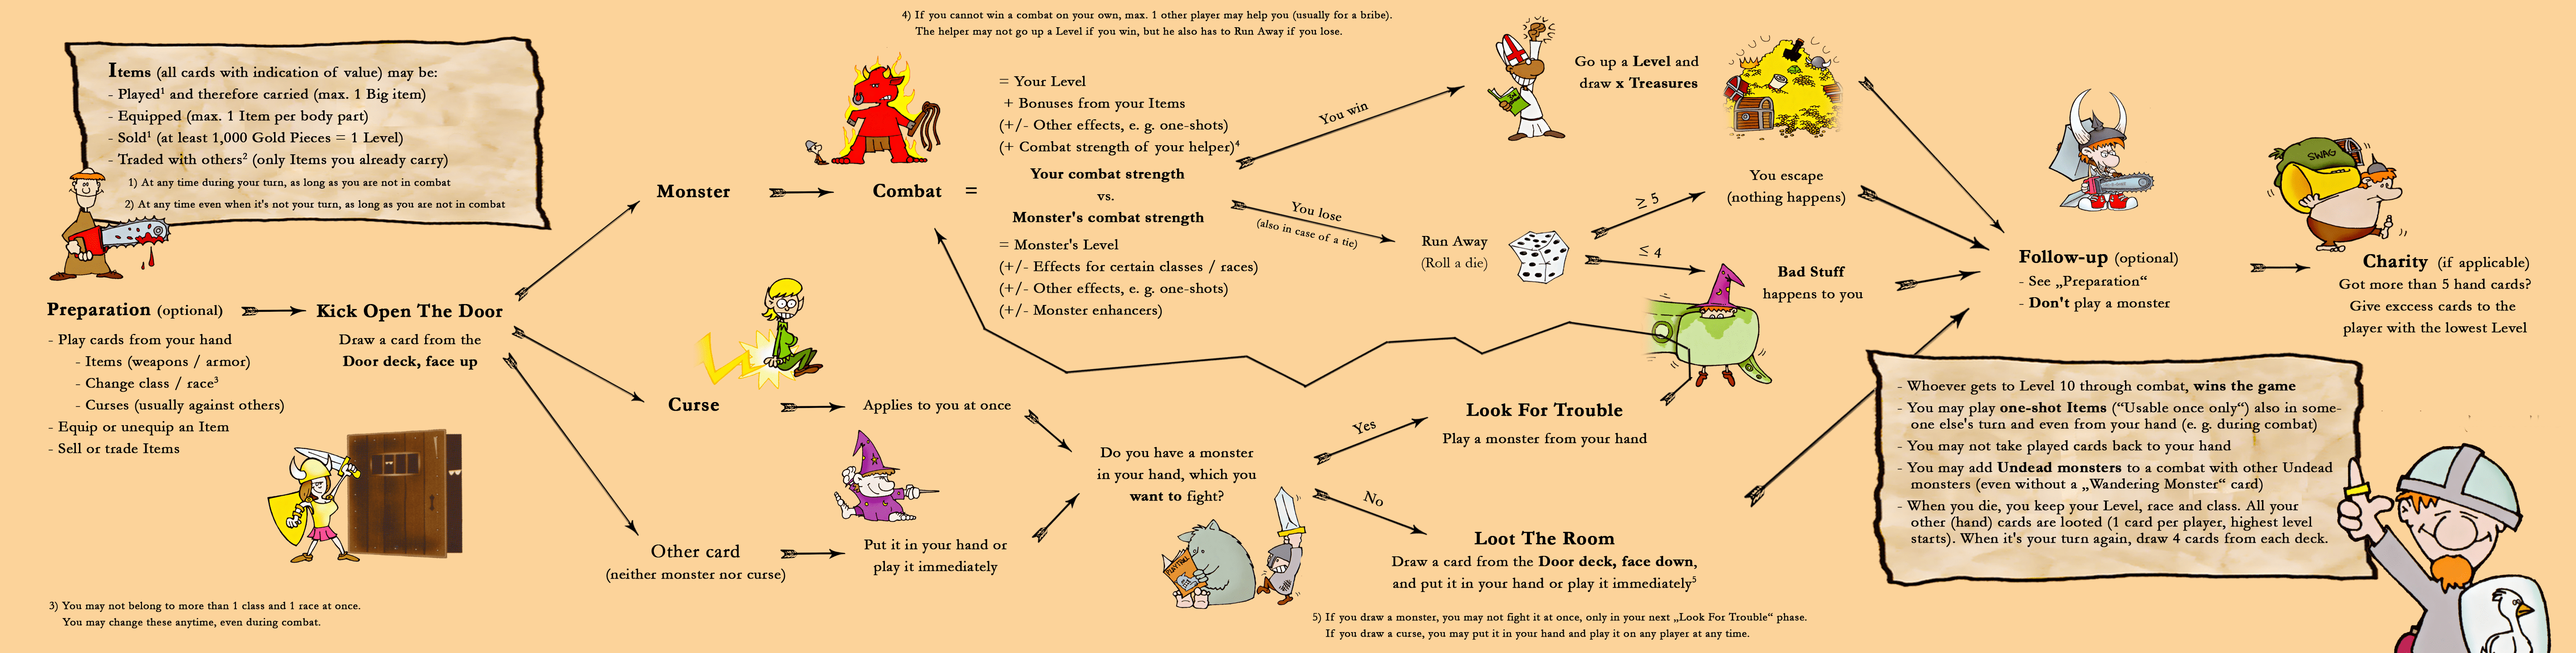 Items (all cards with indication of value) may be:
- Played¹ and therefore carried (max. 1 Big item)
- Equipped (max. 1 Item per body part)
- Sold¹ (at least 1,000 Gold Pieces = 1 Level)
- Traded with others² (only Items you already carry)
1) At any time during your turn, as long as you are not in combat
2) At any time even when it's not your turn, as long as you are not in combat
Preparation (optional)
- Play cards from your hand
- Items (weapons / armor)
- Change class / race³
- Curses (usually against others)
- Equip or unequip an Item
- Sell or trade Items
3) You may not belong to more than 1 class and 1 race at once.
You may change these anytime, even during combat.
Kick Open The Door
Draw a card from the
Door deck, face up
Monster
Combat
=
4) If you cannot win a combat on your own, max. 1 other player may help you (usually for a bribe).
The helper may not go up a Level if you win, but he also has to Run Away if you lose.
= Your Level
+ Bonuses from your Items
(+/- Other effects, e. g. one-shots)
(+ Combat strength of your helper)⁴
Your combat strength
vs.
Monster's combat strength
= Monster's Level
(+/- Effects for certain classes / races)
(+/- Other effects, e. g. one-shots)
(+/- Monster enhancers)
You win
Go up a Level and
draw x Treasures
You lose
(also in case of a tie)
Run Away
(Roll a die)
≥ 5
You escape
(nothing happens)
≤ 4
Bad Stuff
happens to you
Curse
Applies to you at once
Other card
(neither monster nor curse)
Put it in your hand or
play it immediately
Do you have a monster
in your hand, which you
want to fight?
Yes
Look For Trouble
Play a monster from your hand
No
Loot The Room
Draw a card from the Door deck, face down,
and put it in your hand or play it immediately⁵
5) If you draw a monster, you may not fight it at once, only in your next „Look For Trouble“ phase.
If you draw a curse, you may put it in your hand and play it on any player at any time.
Follow-up (optional)
- See „Preparation“
- Don't play a monster
SWAG
Charity (if applicable)
Got more than 5 hand cards?
Give exccess cards to the
player with the lowest Level
- Whoever gets to Level 10 through combat, wins the game
- You may play one-shot Items (“Usable once only“) also in some-
one else's turn and even from your hand (e. g. during combat)
- You may not take played cards back to your hand
- You may add Undead monsters to a combat with other Undead
monsters (even without a „Wandering Monster“ card)
- When you die, you keep your Level, race and class. All your
other (hand) cards are looted (1 card per player, highest level
starts). When it's your turn again, draw 4 cards from each deck.